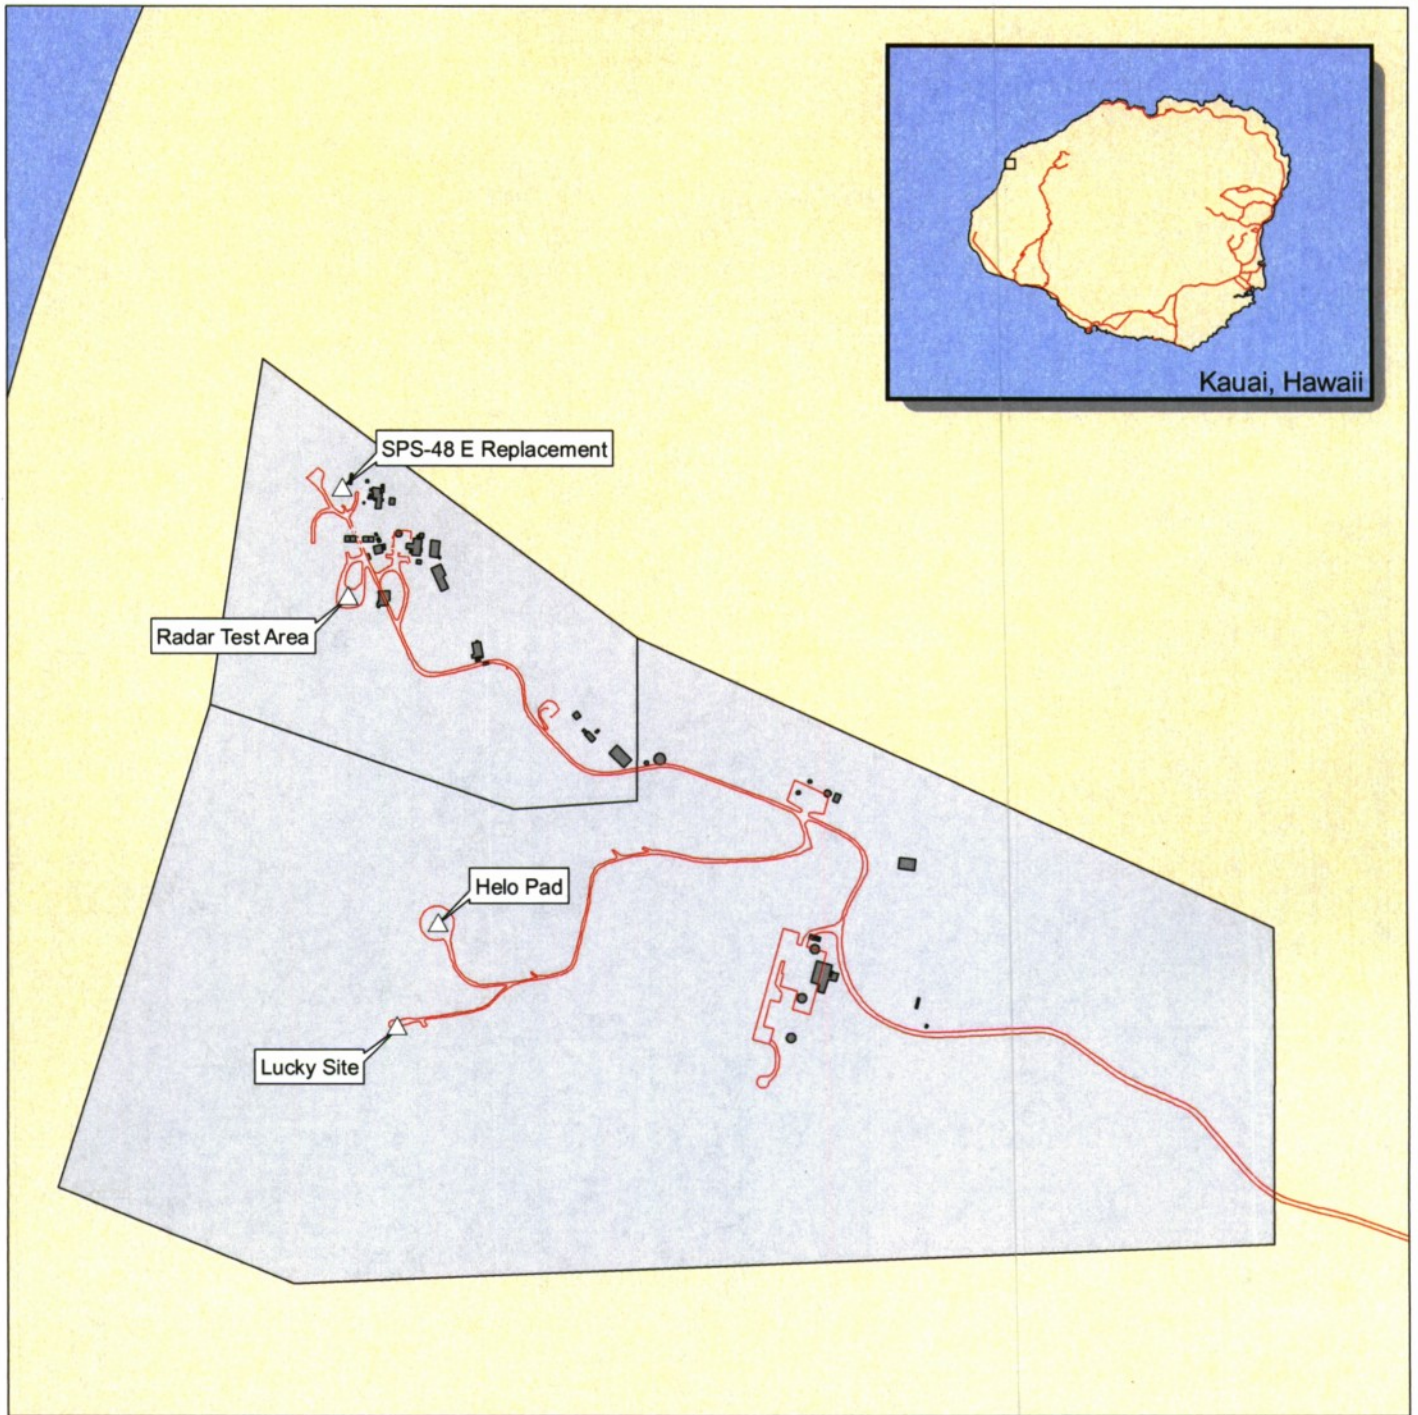 Kauai, Hawaii
SPS-48 E Replacement
Radar Test Area
Helo Pad
Lucky Site